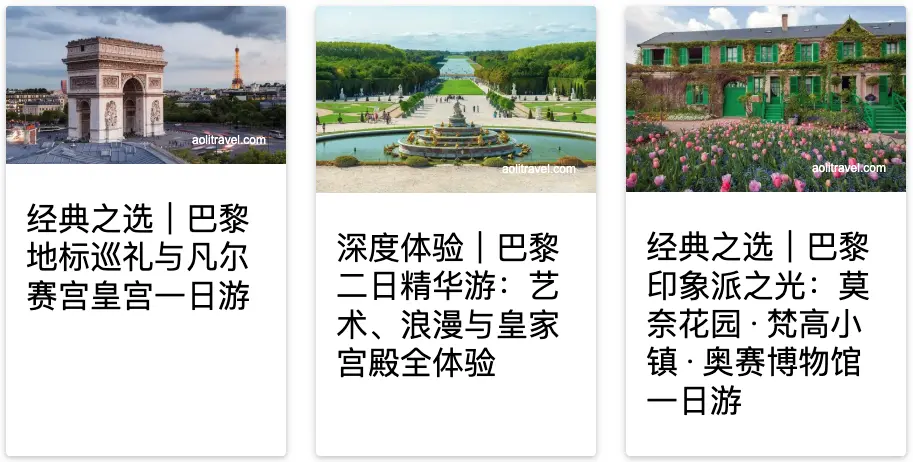 aolitravel.com
经典之选｜巴黎
地标巡礼与凡尔
赛宫皇宫一日游
aolitravel.com
深度体验｜巴黎
二日精华游：艺
术、浪漫与皇家
宫殿全体验
aolitravel.com
经典之选｜巴黎
印象派之光：莫
奈花园 · 梵高小
镇 · 奥赛博物馆
一日游